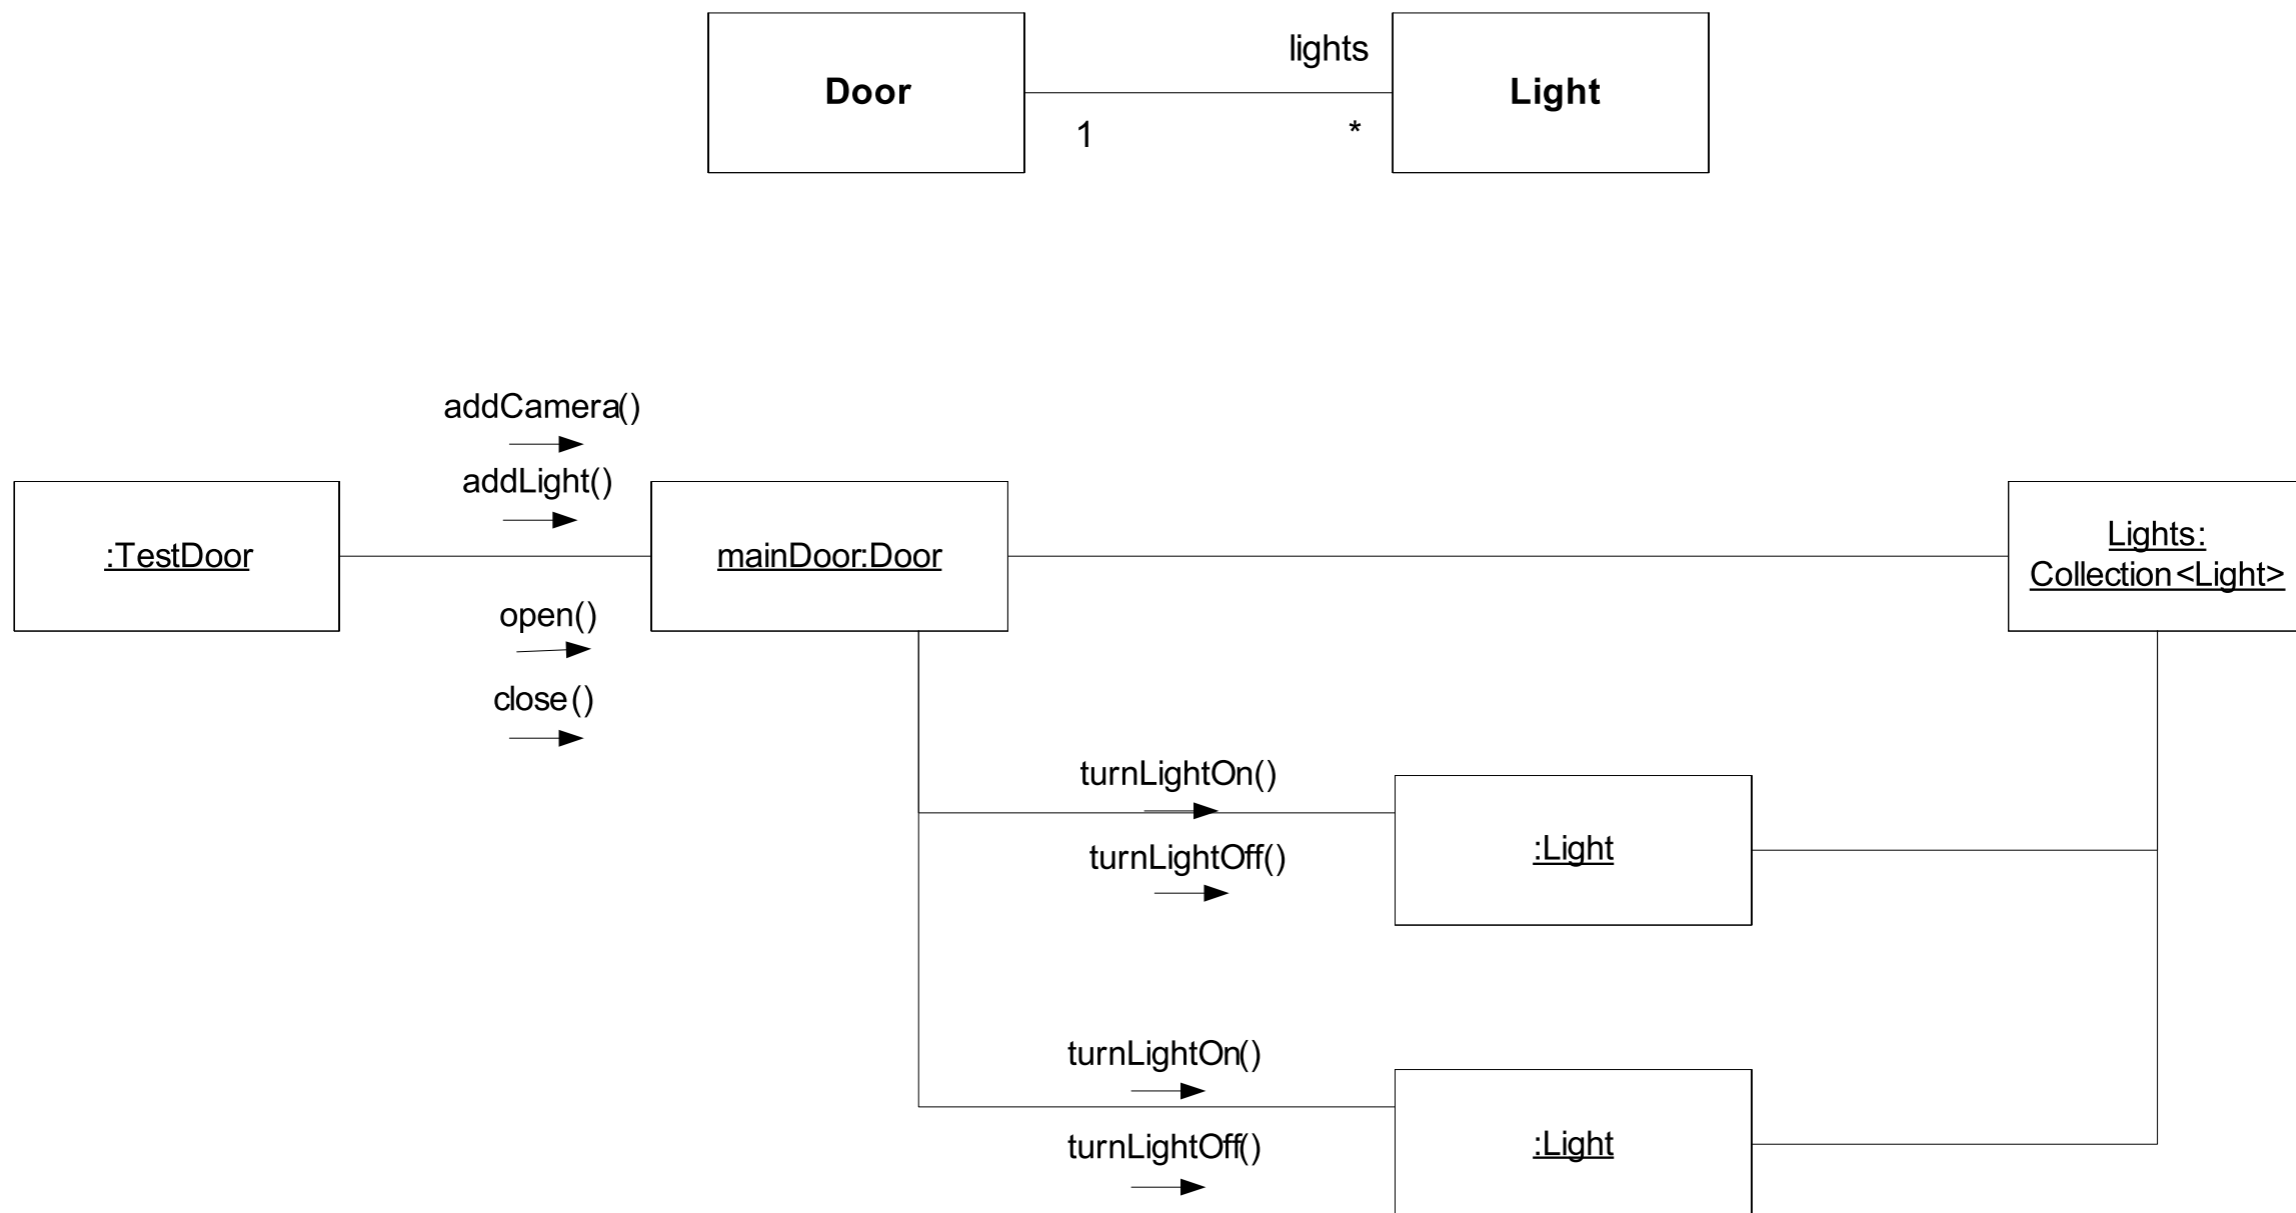 lights
Door
Light
1
*
addCamera()
addLight()
:TestDoor
mainDoor:Door
Lights:
Collection<Light>
open()
close()
turnLightOn()
turnLightOff()
:Light
turnLightOn()
turnLightOff()
:Light